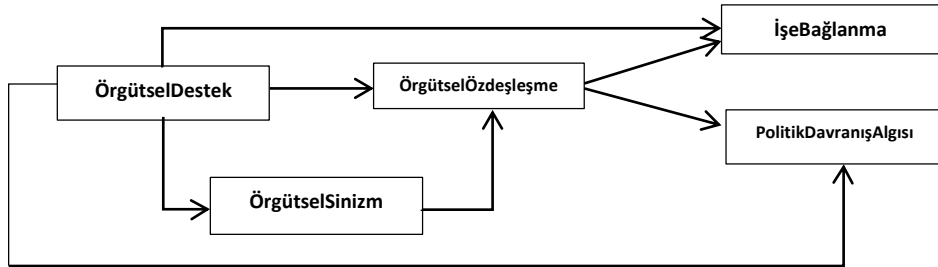 İşeBağlanma
ÖrgütselDestek
ÖrgütselÖzdeşleşme
PolitikDavranışAlgısı
ÖrgütselSinizm